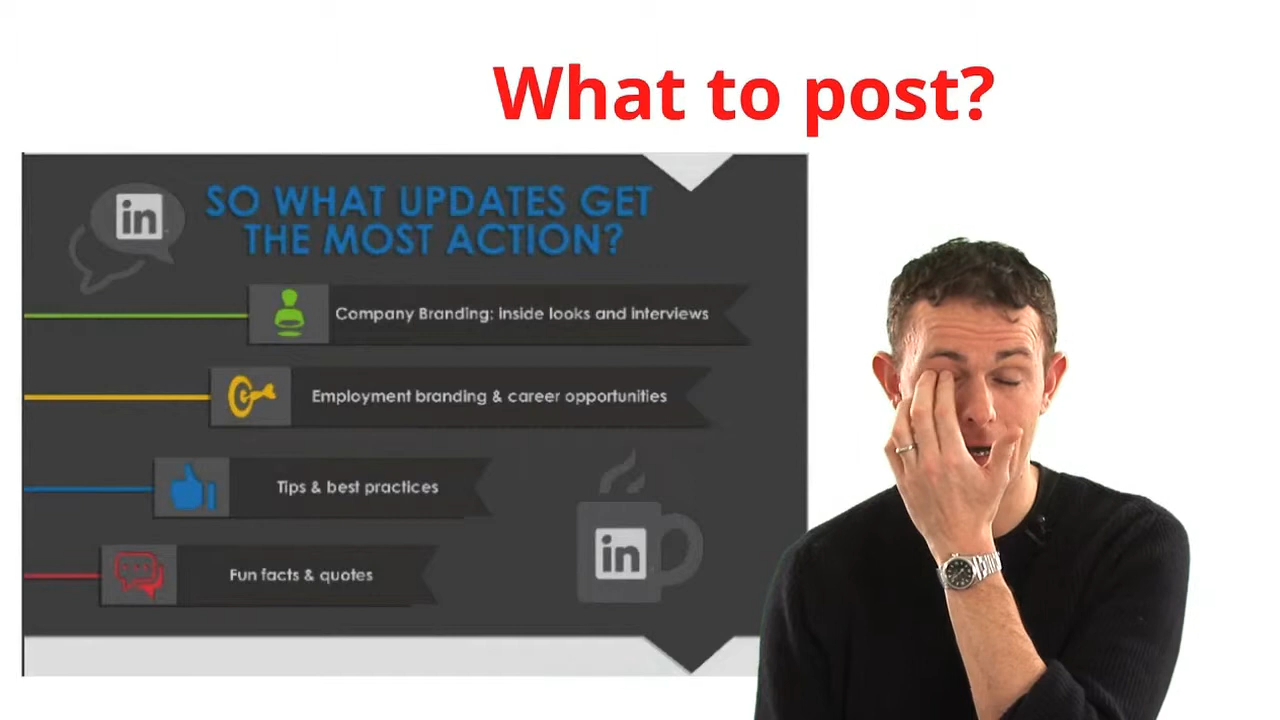 What to post?
in
SO WHAT UPDATES GET
THE MOST ACTION?
Company Branding: inside looks and interviews
Employment branding & career opportunities
Tips & best practices
Fun facts & quotes
in